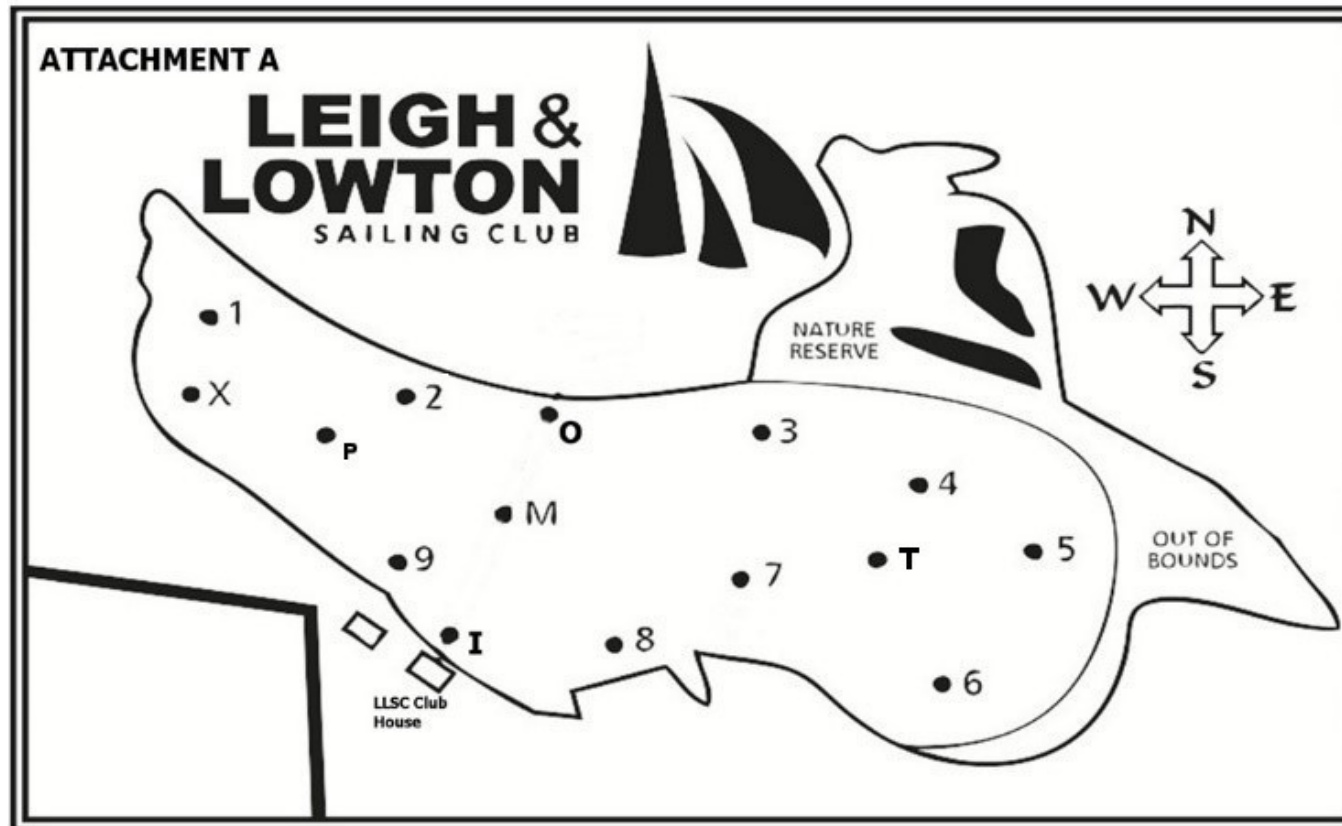 ATTACHMENT A
LEIGH &
LOWTON
SAILING CLUB
N
W E
S
NATURE
RESERVE
1
X
2
P
O
3
4
M
9
7
T
5
OUT OF
BOUNDS
I
8
6
LLSC Club
House